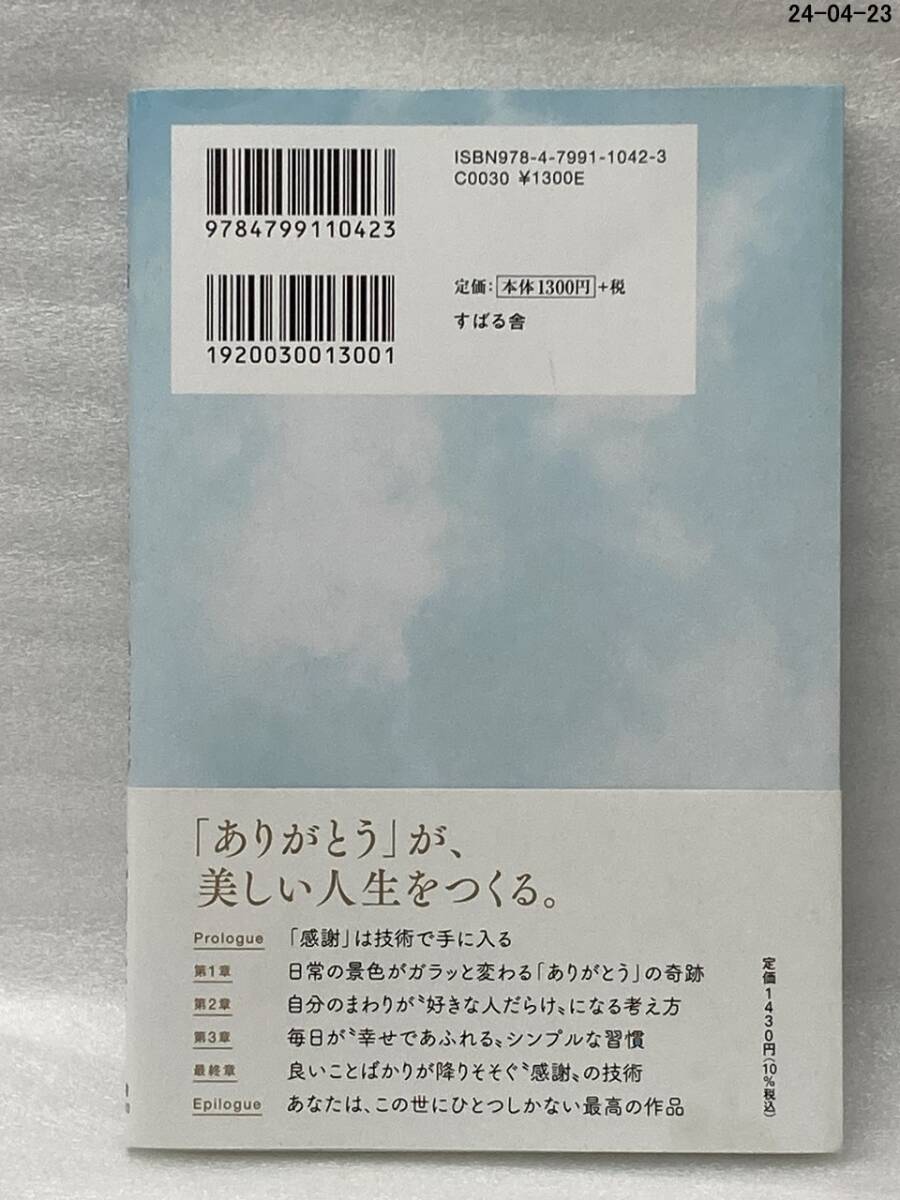 24-04-23
ISBN978-4-7991-1042-3
C0030 ¥1300E
9784799110423
定価：本体1300円+税
すばる舎
1920030013001
「ありがとう」が、
美しい人生をつくる。
Prologue 「感謝」は技術で手に入る
第1章 日常の景色がガラッと変わる「ありがとう」の奇跡
第2章 自分のまわりが〝好きな人だらけ〟になる考え方
第3章 毎日が〝幸せであふれる〟シンプルな習慣
最終章 良いことばかりが降りそそぐ〝感謝〟の技術
Epilogue あなたは、この世にひとつしかない最高の作品
定価1430円(10%税込)